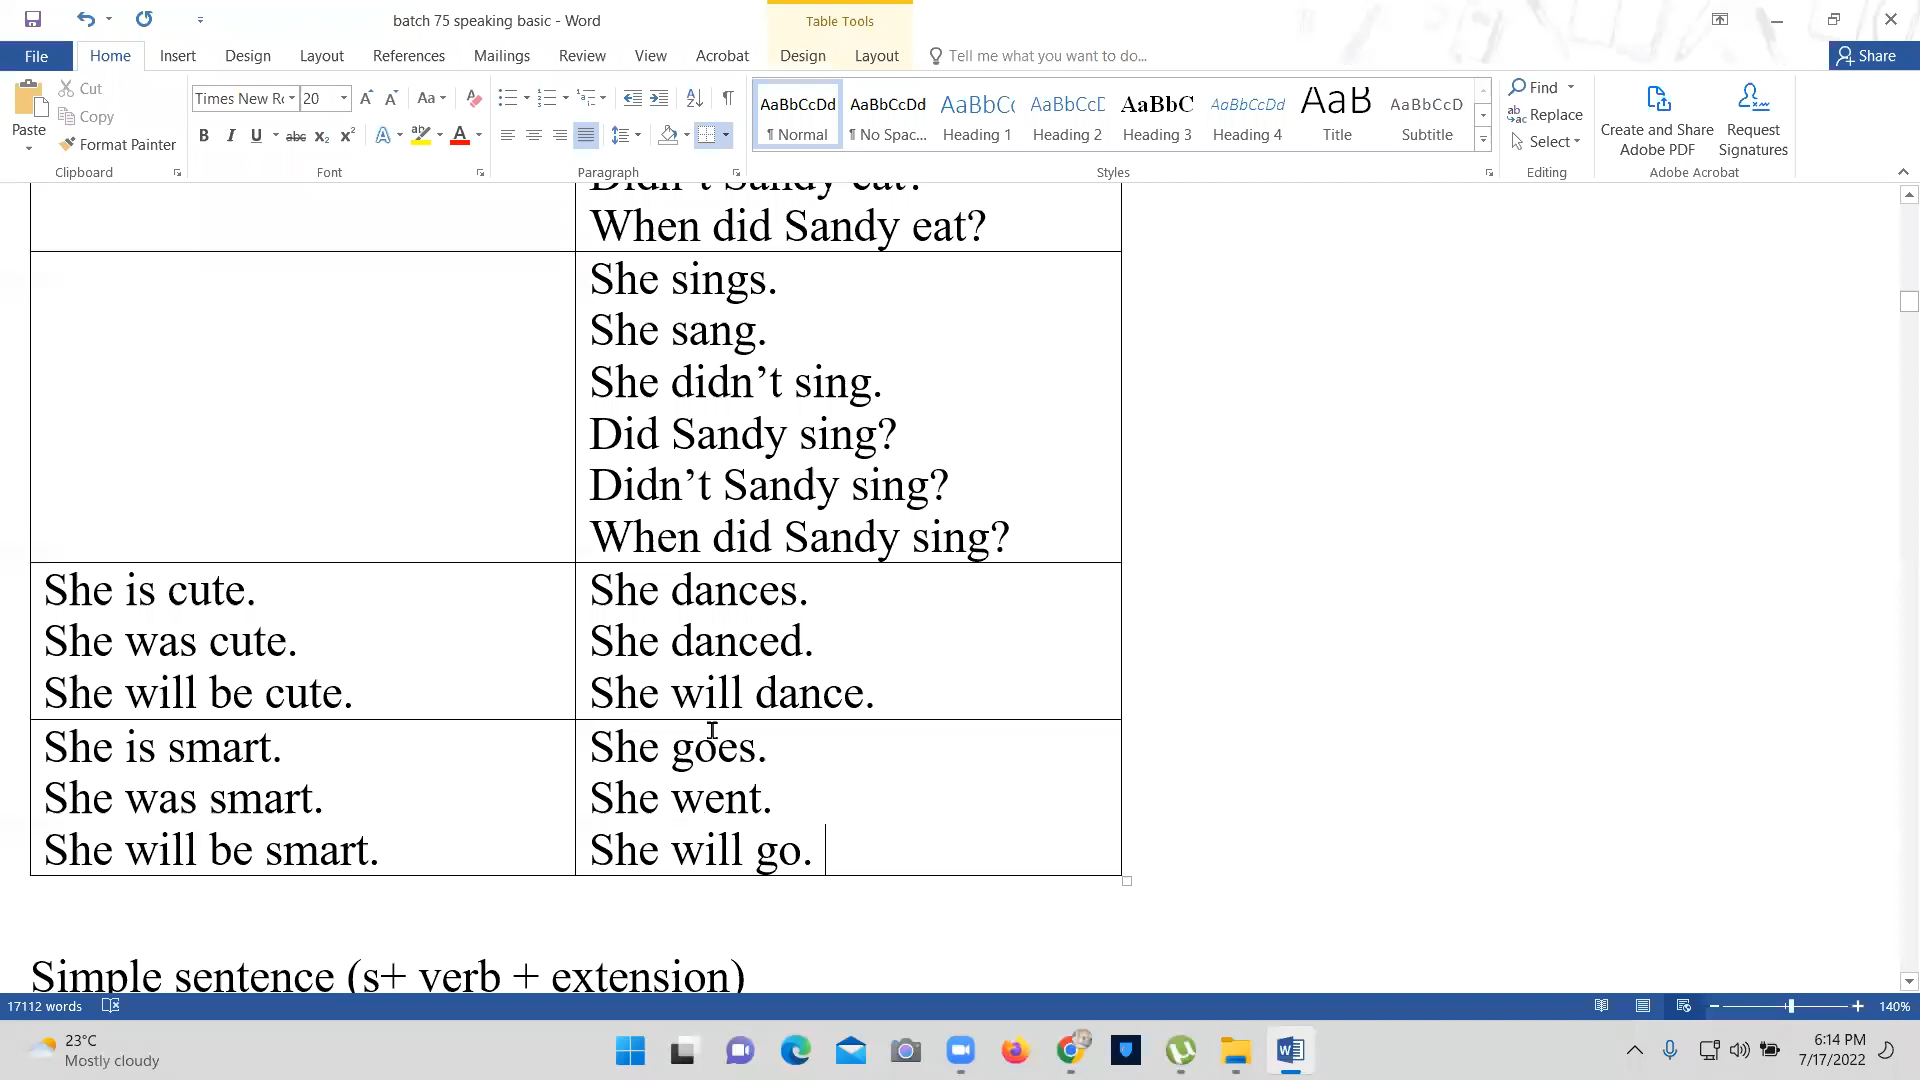 batch 75 speaking basic - Word
Table Tools
File Home Insert Design Layout References Mailings Review View Acrobat Design Layout Tell me what you want to do... Share
Paste
Cut
Copy
Format Painter
Clipboard
Times New R 20
Aa
B I U abc X₂ X²
A A
Font
Paragraph
AaBbCcDd AaBbCcDd AaBbC AaBbCcD AaBbC AaBbCcDd AaB AaBbCcD
¶ Normal ¶ No Spac... Heading 1 Heading 2 Heading 3 Heading 4 Title Subtitle
Styles
Find
Replace
Select
Editing
Create and Share
Adobe PDF
Request
Signatures
Adobe Acrobat
Didn’t Sandy eat?
When did Sandy eat?
She sings.
She sang.
She didn’t sing.
Did Sandy sing?
Didn’t Sandy sing?
When did Sandy sing?
She is cute.
She was cute.
She will be cute.
She dances.
She danced.
She will dance.
She is smart.
She was smart.
She will be smart.
She goes.
She went.
She will go.
Simple sentence (s+ verb + extension)
17112 words
140%
23°C
Mostly cloudy
6:14 PM
7/17/2022